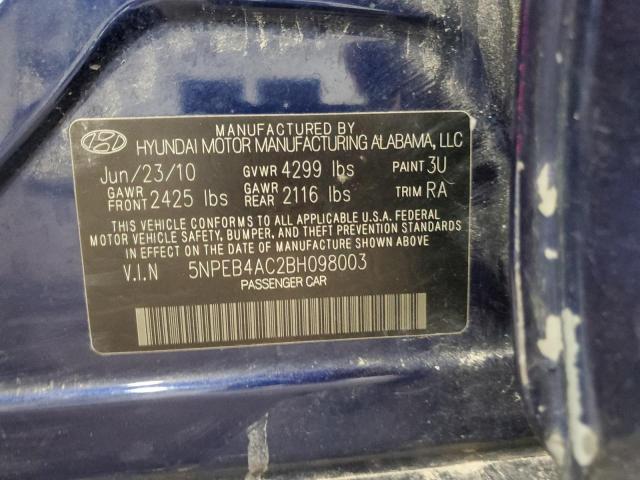 MANUFACTURED BY
HYUNDAI MOTOR MANUFACTURING ALABAMA, LLC
Jun/23/10 GVWR 4299 lbs PAINT 3U
GAWR FRONT 2425 lbs GAWR REAR 2116 lbs TRIM RA
THIS VEHICLE CONFORMS TO ALL APPLICABLE U.S.A. FEDERAL
MOTOR VEHICLE SAFETY, BUMPER, AND THEFT PREVENTION
STANDARDS IN EFFECT ON THE DATE OF MANUFACTURE SHOWN ABOVE.
V.I.N 5NPEB4AC2BH098003
PASSENGER CAR